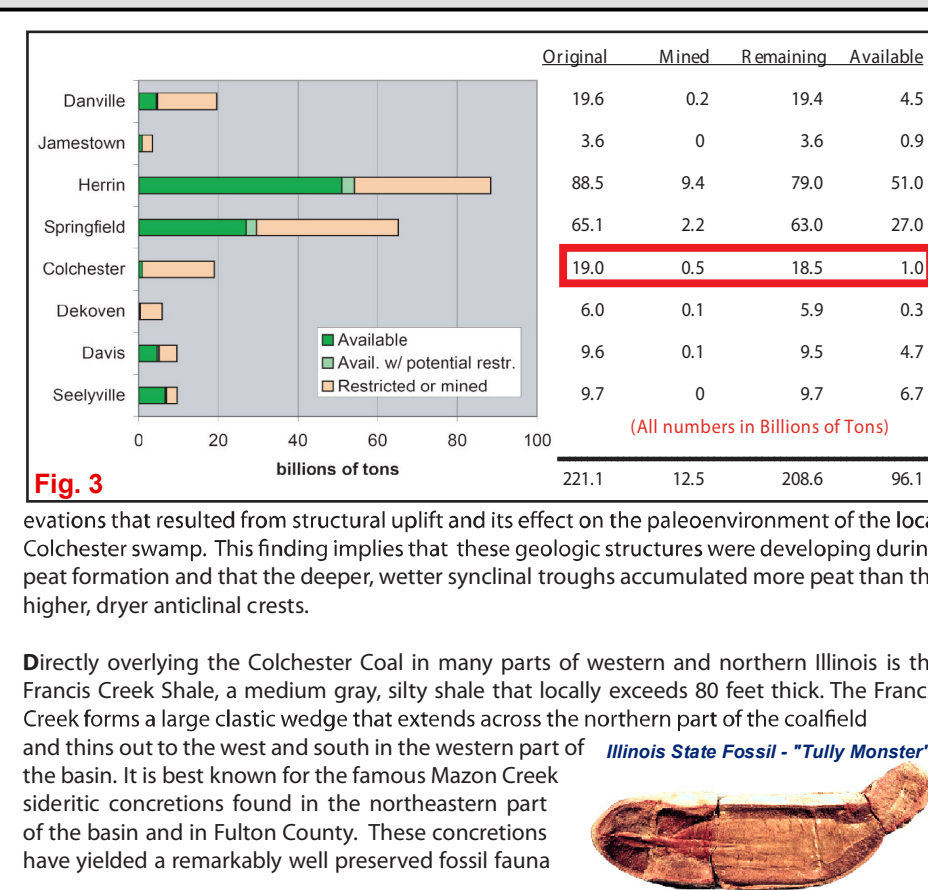 Original Mined Remaining Available
Danville 19.6 0.2 19.4 4.5
Jamestown 3.6 0 3.6 0.9
Herrin 88.5 9.4 79.0 51.0
Springfield 65.1 2.2 63.0 27.0
Colchester 19.0 0.5 18.5 1.0
Dekoven 6.0 0.1 5.9 0.3
Davis 9.6 0.1 9.5 4.7
Seelyville 9.7 0 9.7 6.7
Available
Avail. w/ potential restr.
Restricted or mined
0 20 40 60 80 100
billions of tons
(All numbers in Billions of Tons)
221.1 12.5 208.6 96.1
Fig. 3
evations that resulted from structural uplift and its effect on the paleoenvironment of the loca
Colchester swamp. This finding implies that these geologic structures were developing durin
peat formation and that the deeper, wetter synclinal troughs accumulated more peat than th
higher, dryer anticlinal crests.
Directly overlying the Colchester Coal in many parts of western and northern Illinois is th
Francis Creek Shale, a medium gray, silty shale that locally exceeds 80 feet thick. The Franc
Creek forms a large clastic wedge that extends across the northern part of the coalfield
and thins out to the west and south in the western part of
the basin. It is best known for the famous Mazon Creek
sideritic concretions found in the northeastern part
of the basin and in Fulton County. These concretions
have yielded a remarkably well preserved fossil fauna
Illinois State Fossil - "Tully Monster"